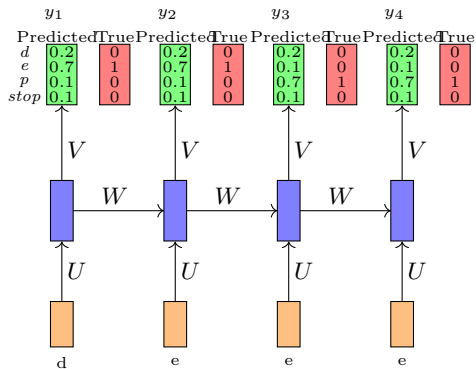 y1 y2 y3 y4
Predicted True Predicted True Predicted True Predicted True
d 0.2 0 0.2 0 0.2 0 0.2 0
e 0.7 1 0.7 1 0.1 0 0.1 0
p 0.1 0 0.1 0 0.7 1 0.7 1
stop 0.1 0 0.1 0 0.1 0 0.1 0
V V V V
W W W
U U U U
d e e e